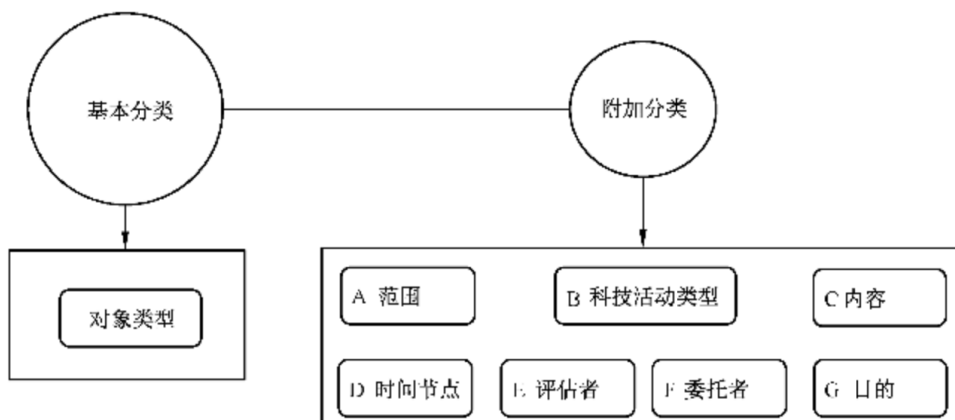 基本分类
附加分类
A 范围
B 科技活动类型
C 内容
对象类型
D 时间节点
E 评估者
F 委托者
G 目的